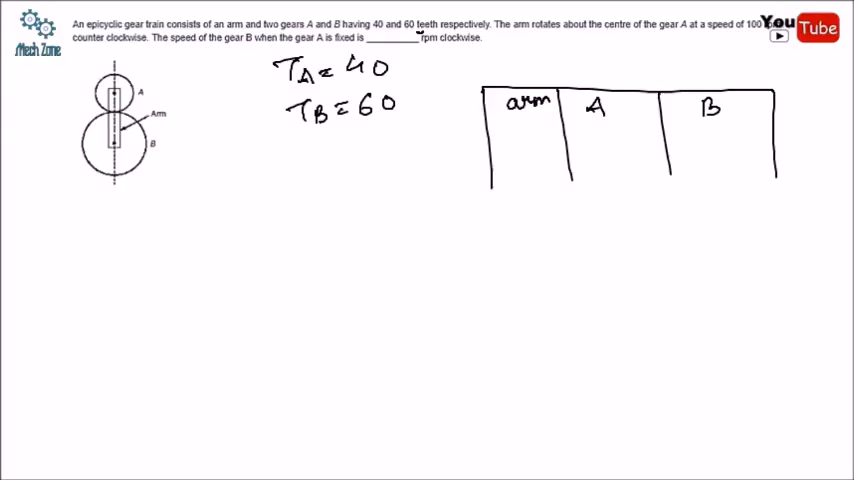 An epicyclic gear train consists of an arm and two gears A and B having 40 and 60 teeth respectively. The arm rotates about the centre of the gear A at a speed of 100
counter clockwise. The speed of the gear B when the gear A is fixed is __________ rpm clockwise.
You
Tube
Mech Zone
A
Arm
B
TA = 40
TB = 60
arm A B